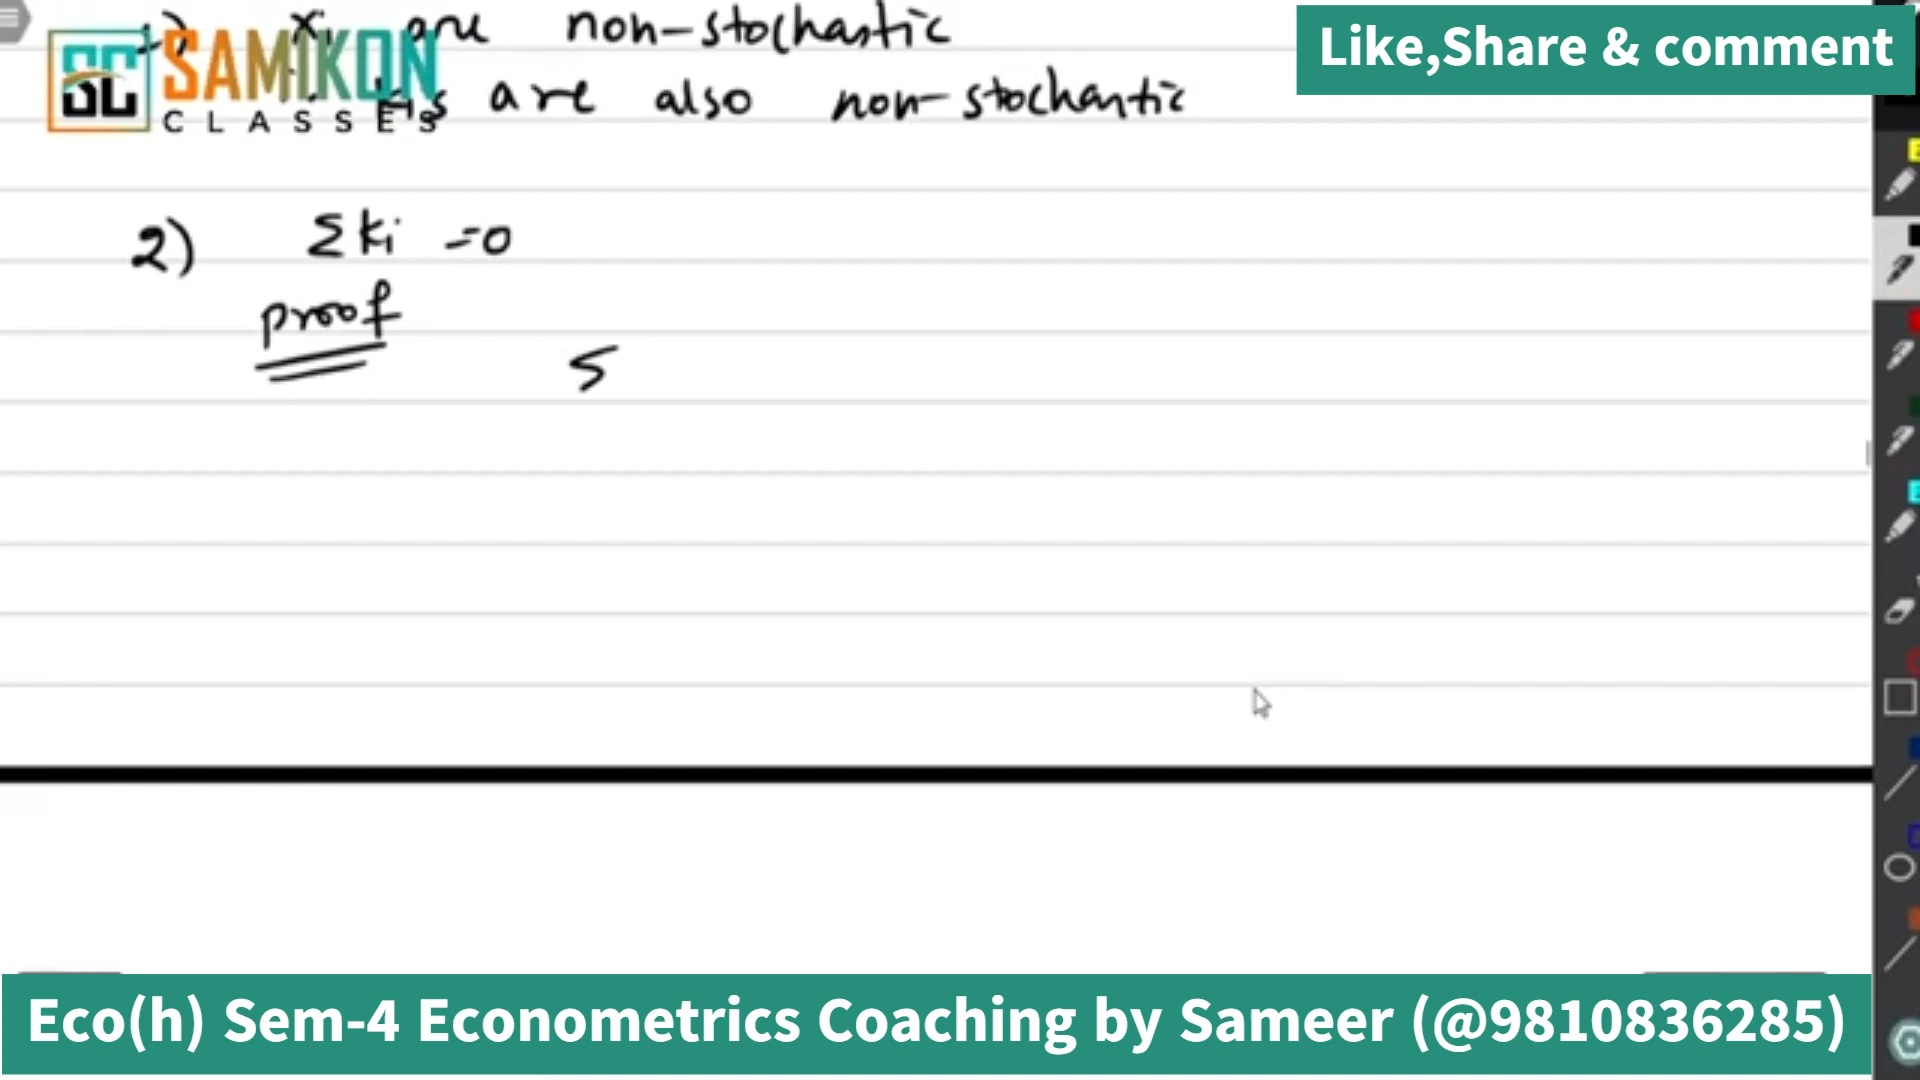 xi are non-stochastic
Like,Share & comment
SC SAMIKON
CLASSES
are also non-stochastic
2) Σki =0
proof
Eco(h) Sem-4 Econometrics Coaching by Sameer (@9810836285)